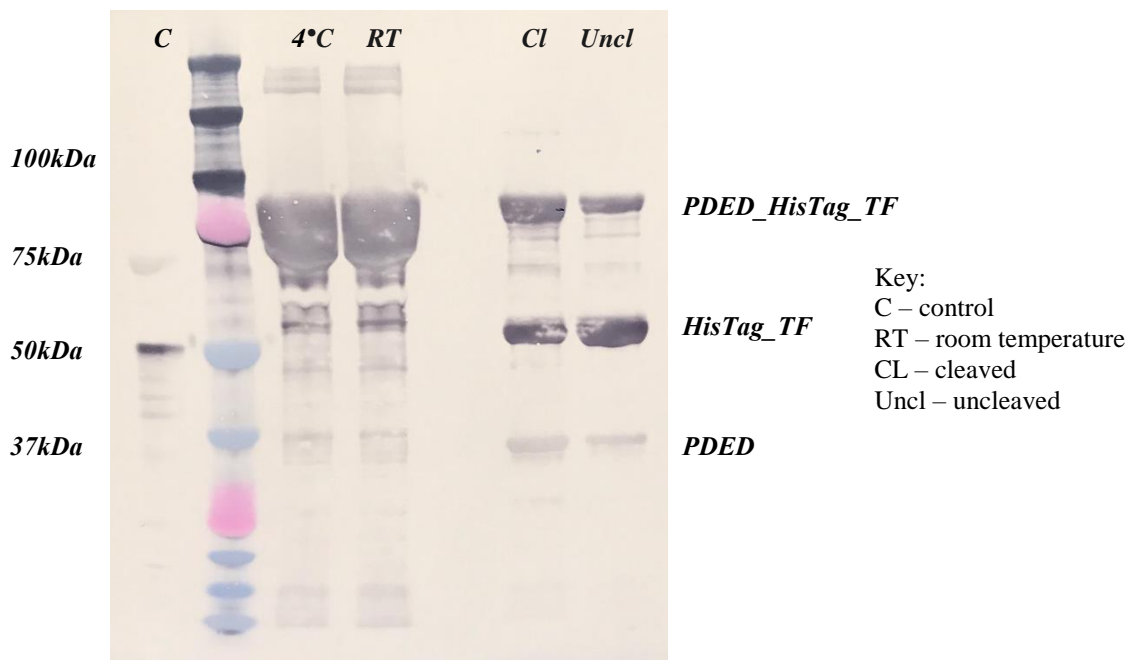 C 4°C RT Cl Uncl
100kDa
75kDa
50kDa
37kDa
PDED_HisTag_TF
HisTag_TF
PDED
Key:
C – control
RT – room temperature
CL – cleaved
Uncl – uncleaved